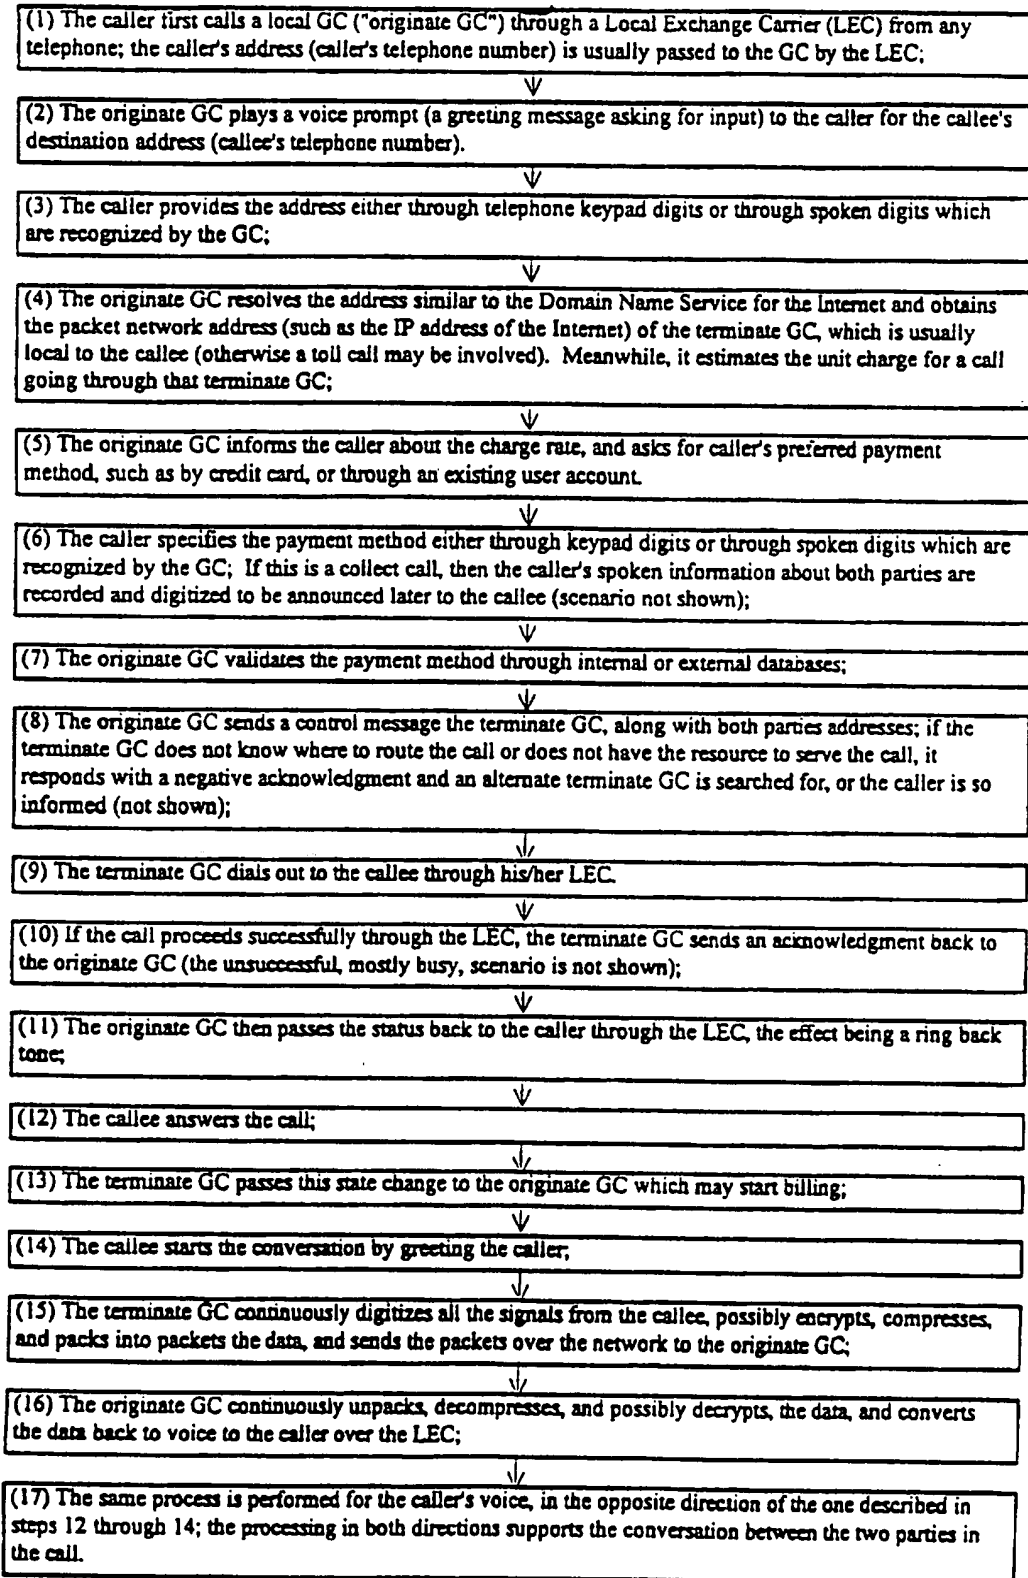 (1) The caller first calls a local GC ("originate GC") through a Local Exchange Carrier (LEC) from any
telephone; the caller's address (caller's telephone number) is usually passed to the GC by the LEC;
(2) The originate GC plays a voice prompt (a greeting message asking for input) to the caller for the callee's
destination address (callee's telephone number).
(3) The caller provides the address either through telephone keypad digits or through spoken digits which
are recognized by the GC;
(4) The originate GC resolves the address similar to the Domain Name Service for the Internet and obtains
the packet network address (such as the IP address of the Internet) of the terminate GC, which is usually
local to the callee (otherwise a toll call may be involved). Meanwhile, it estimates the unit charge for a call
going through that terminate GC;
(5) The originate GC informs the caller about the charge rate, and asks for caller's preferred payment
method, such as by credit card, or through an existing user account.
(6) The caller specifies the payment method either through keypad digits or through spoken digits which are
recognized by the GC; If this is a collect call, then the caller's spoken information about both parties are
recorded and digitized to be announced later to the callee (scenario not shown);
(7) The originate GC validates the payment method through internal or external databases;
(8) The originate GC sends a control message the terminate GC, along with both parties addresses; if the
terminate GC does not know where to route the call or does not have the resource to serve the call, it
responds with a negative acknowledgment and an alternate terminate GC is searched for, or the caller is so
informed (not shown);
(9) The terminate GC dials out to the callee through his/her LEC.
(10) If the call proceeds successfully through the LEC, the terminate GC sends an acknowledgment back to
the originate GC (the unsuccessful, mostly busy, scenario is not shown);
(11) The originate GC then passes the status back to the caller through the LEC, the effect being a ring back
tone;
(12) The callee answers the call;
(13) The terminate GC passes this state change to the originate GC which may start billing;
(14) The callee starts the conversation by greeting the caller;
(15) The terminate GC continuously digitizes all the signals from the callee, possibly encrypts, compresses,
and packs into packets the data, and sends the packets over the network to the originate GC;
(16) The originate GC continuously unpacks, decompresses, and possibly decrypts, the data, and converts
the data back to voice to the caller over the LEC;
(17) The same process is performed for the caller's voice, in the opposite direction of the one described in
steps 12 through 14; the processing in both directions supports the conversation between the two parties in
the call.